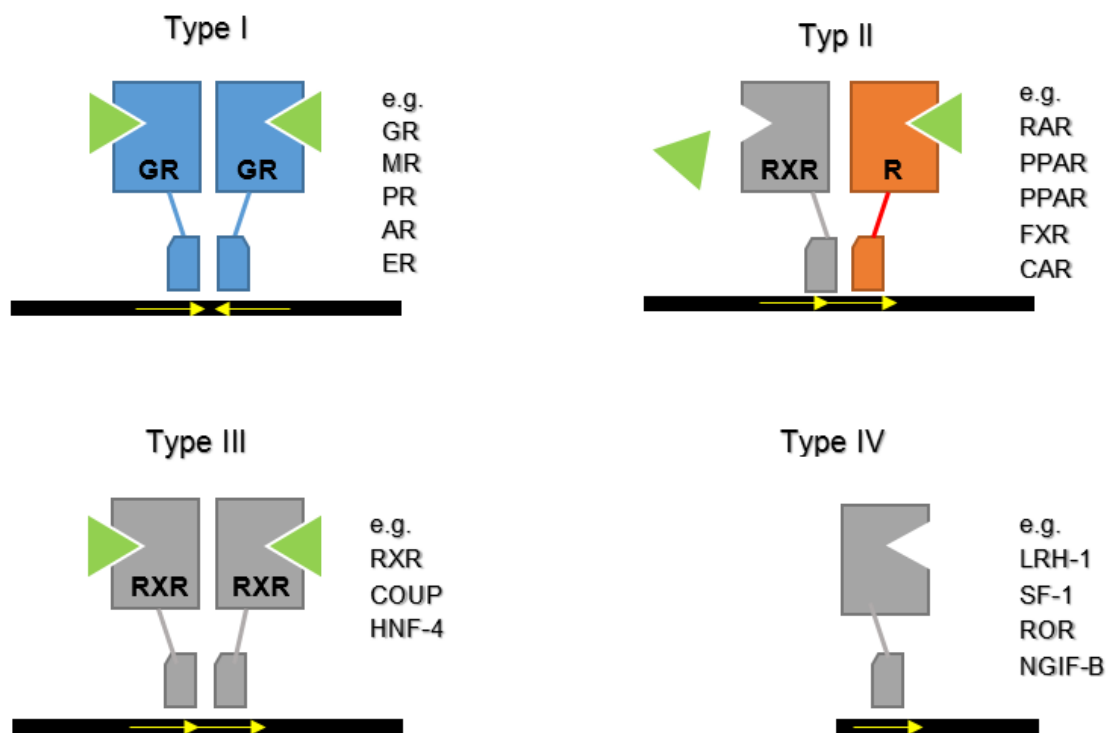 Type I
GR
GR
e.g.
GR
MR
PR
AR
ER
Typ II
RXR
R
e.g.
RAR
PPAR
PPAR
FXR
CAR
Type III
RXR
RXR
e.g.
RXR
COUP
HNF-4
Type IV
e.g.
LRH-1
SF-1
ROR
NGIF-B